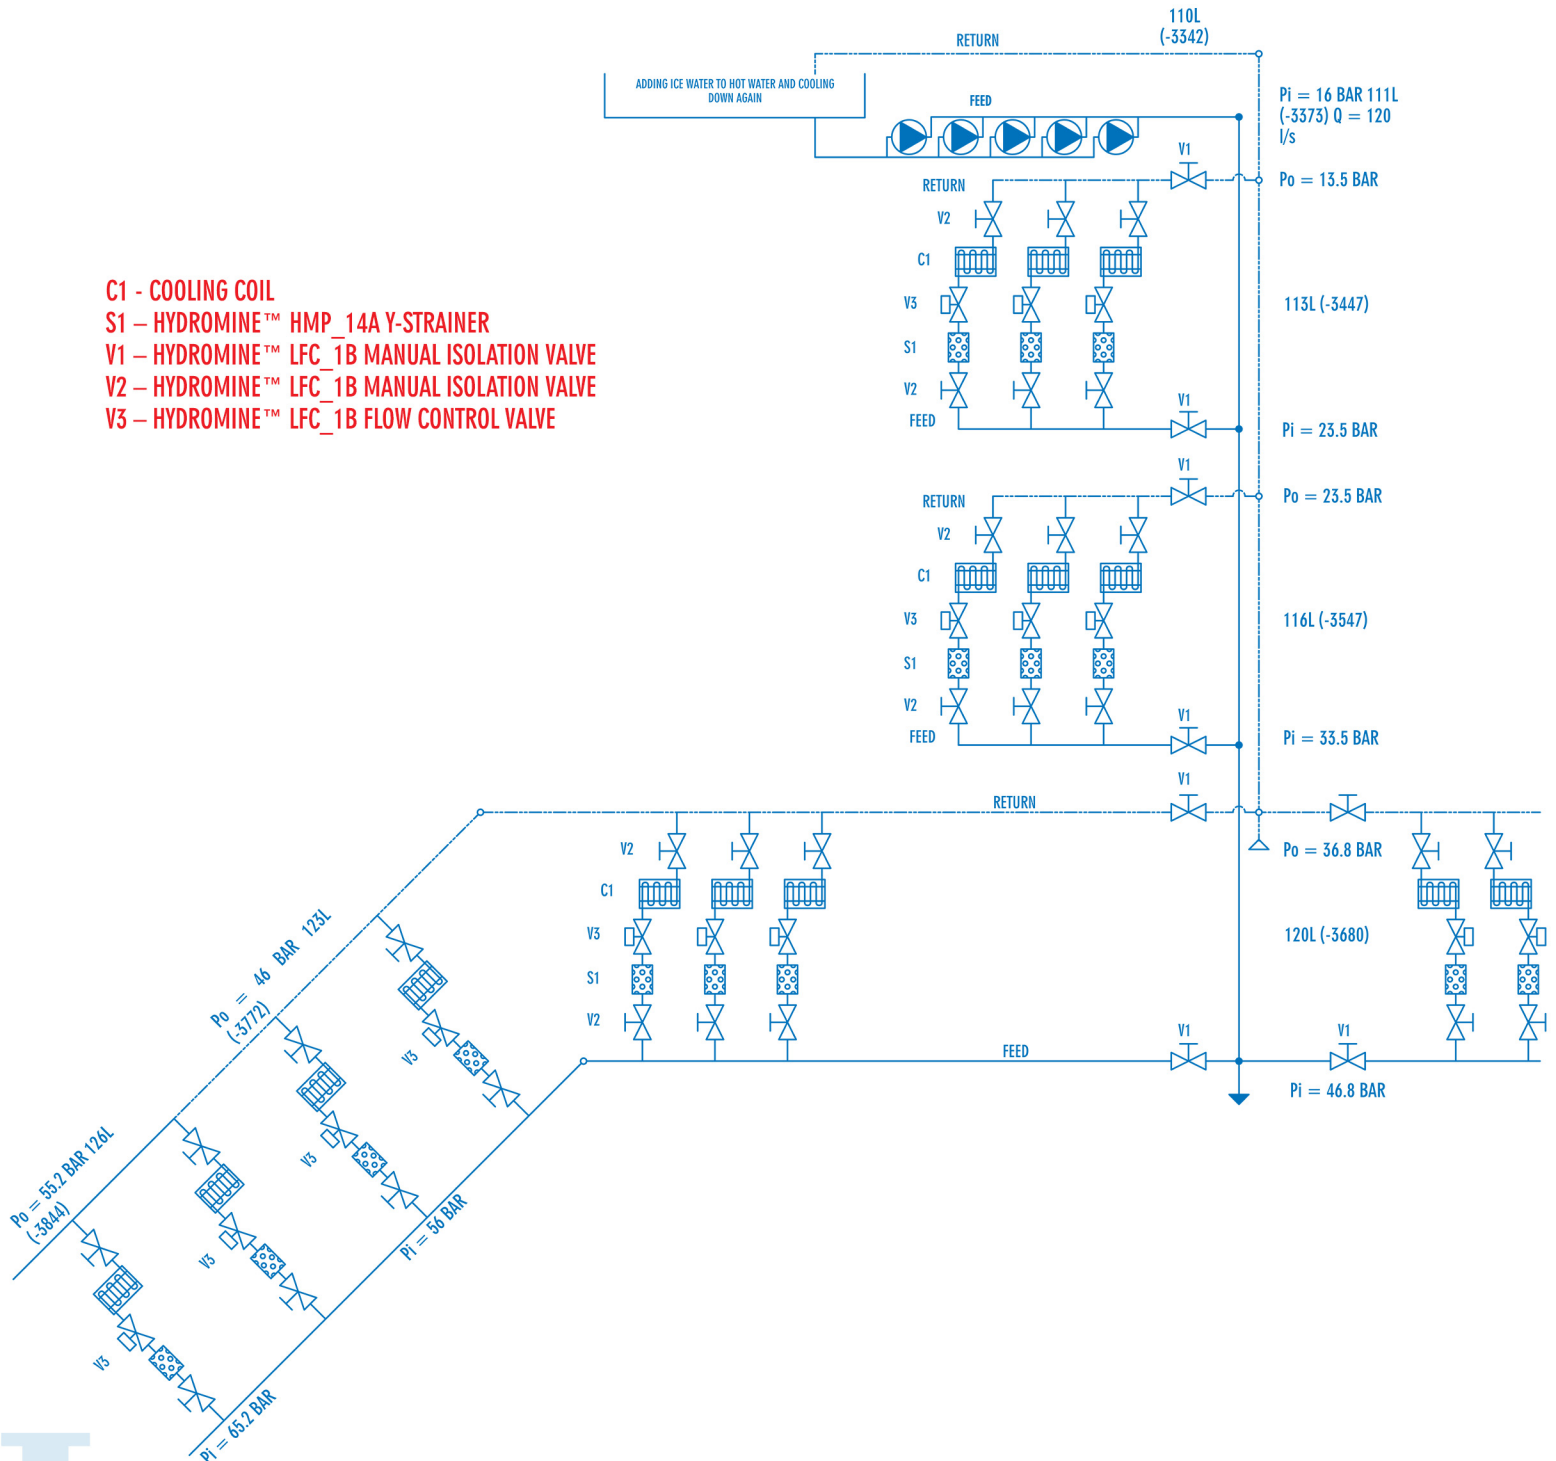 110L
(-3342)
RETURN
ADDING ICE WATER TO HOT WATER AND COOLING
DOWN AGAIN
FEED
Pi = 16 BAR 111L
(-3373) Q = 120
l/s
V1
RETURN
Po = 13.5 BAR
V2
C1
C1 - COOLING COIL
S1 – HYDROMINE™ HMP_14A Y-STRAINER
V1 – HYDROMINE™ LFC_1B MANUAL ISOLATION VALVE
V2 – HYDROMINE™ LFC_1B MANUAL ISOLATION VALVE
V3 – HYDROMINE™ LFC_1B FLOW CONTROL VALVE
V3
113L (-3447)
S1
V2
V1
FEED
Pi = 23.5 BAR
V1
RETURN
Po = 23.5 BAR
V2
C1
V3
116L (-3547)
S1
V2
V1
FEED
Pi = 33.5 BAR
V1
RETURN
V2
Po = 36.8 BAR
C1
V3
120L (-3680)
S1
V2
V1
V1
FEED
Pi = 46.8 BAR
Po = 46 BAR 123L
(-3772)
V3
V3
Po = 55.2 BAR 126L
(-3844)
Pi = 56 BAR
V3
V3
Pi = 65.2 BAR